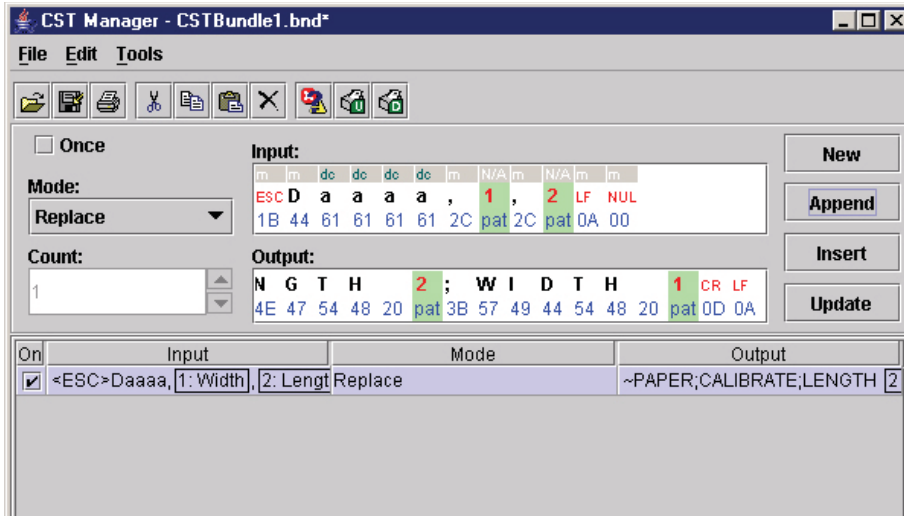 CST Manager - CSTBundle1.bnd*
File Edit Tools
Once
Mode:
Replace
Count:
1
Input:
m m dc dc dc dc m N/A m N/A m m
ESC D a a a a , 1 , 2 LF NUL
1B 44 61 61 61 61 2C pat 2C pat 0A 00
Output:
N G T H 2 ; W I D T H 1 CR LF
4E 47 54 48 20 pat 3B 57 49 44 54 48 20 pat 0D 0A
New
Append
Insert
Update
On Input Mode Output
<ESC>Daaaa, 1: Width , 2: Lengt Replace ~PAPER;CALIBRATE;LENGTH 2